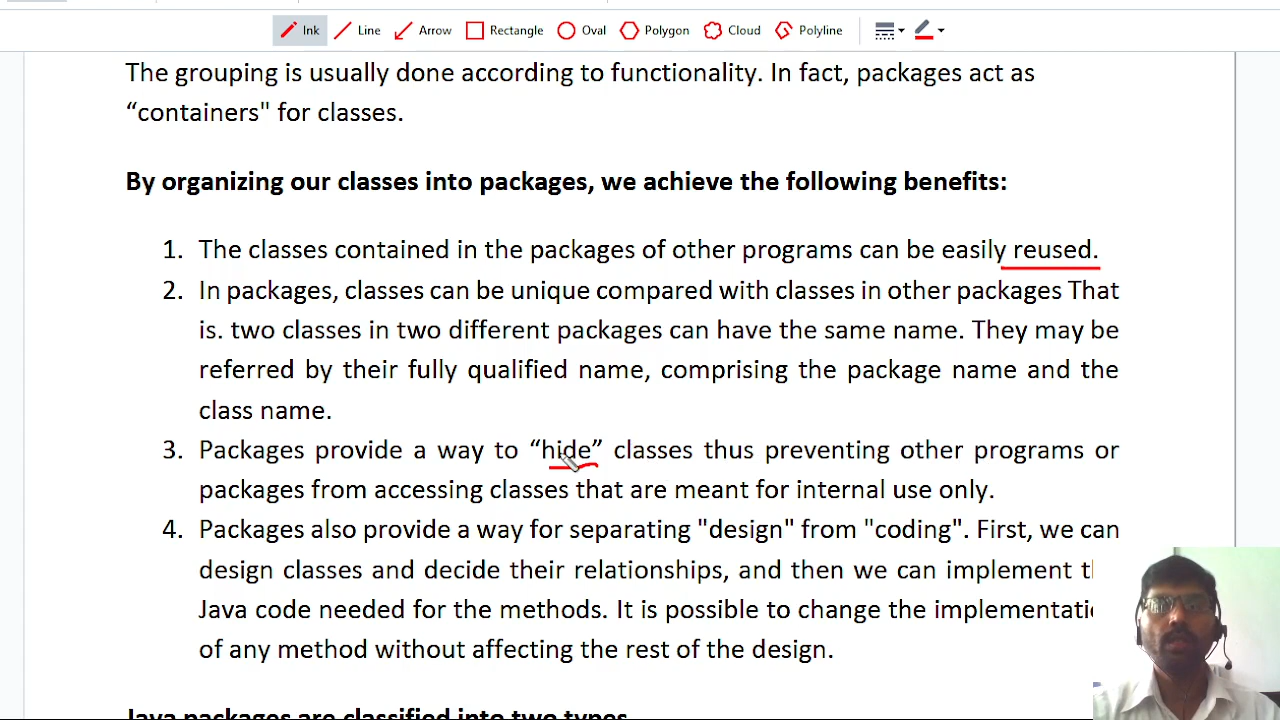 Ink Line Arrow Rectangle Oval Polygon Cloud Polyline
The grouping is usually done according to functionality. In fact, packages act as
“containers" for classes.
By organizing our classes into packages, we achieve the following benefits:
1. The classes contained in the packages of other programs can be easily reused.
2. In packages, classes can be unique compared with classes in other packages That
is. two classes in two different packages can have the same name. They may be
referred by their fully qualified name, comprising the package name and the
class name.
3. Packages provide a way to “hide” classes thus preventing other programs or
packages from accessing classes that are meant for internal use only.
4. Packages also provide a way for separating "design" from "coding". First, we can
design classes and decide their relationships, and then we can implement
Java code needed for the methods. It is possible to change the
of any method without affecting the rest of the design.
Java packages are classified into two types